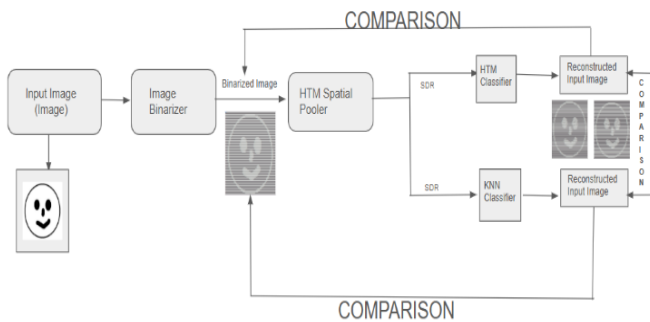 COMPARISON
Input Image
(Image)
Image
Binarizer
Binarized Image
HTM Spatial
Pooler
SDR
HTM
Classifier
Reconstructed
Input Image
COMPARISON
SDR
KNN
Classifier
Reconstructed
Input Image
COMPARISON